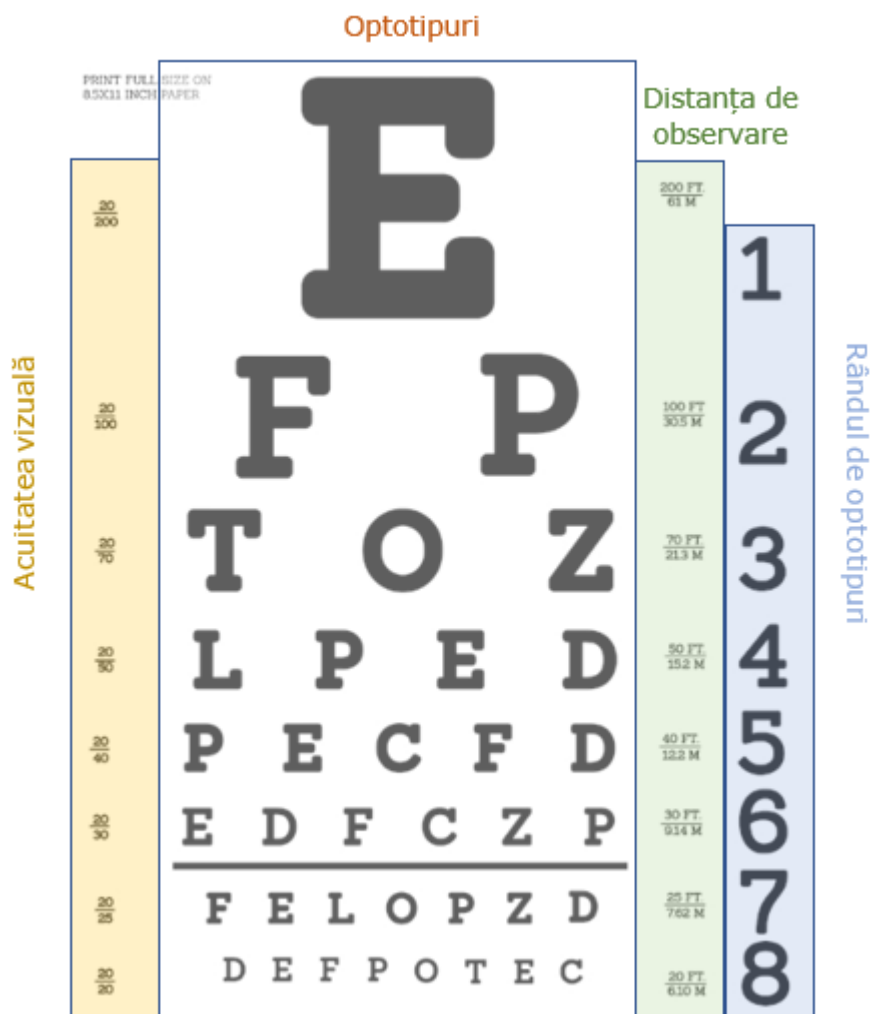 Optotipuri
PRINT FULL SIZE ON
8.5X11 INCH PAPER
Distanța de
observare
Acuitatea vizuală
Rândul de optotipuri
20
200
E
200 FT.
61 M
1
20
100
F P
100 FT
30.5 M
2
20
70
T O Z
70 FT.
21.3 M
3
20
50
L P E D
50 FT.
15.2 M
4
20
40
P E C F D
40 FT.
12.2 M
5
20
30
E D F C Z P
30 FT.
9.14 M
6
20
25
F E L O P Z D
25 FT.
7.62 M
7
20
20
D E F P O T E C
20 FT.
6.10 M
8